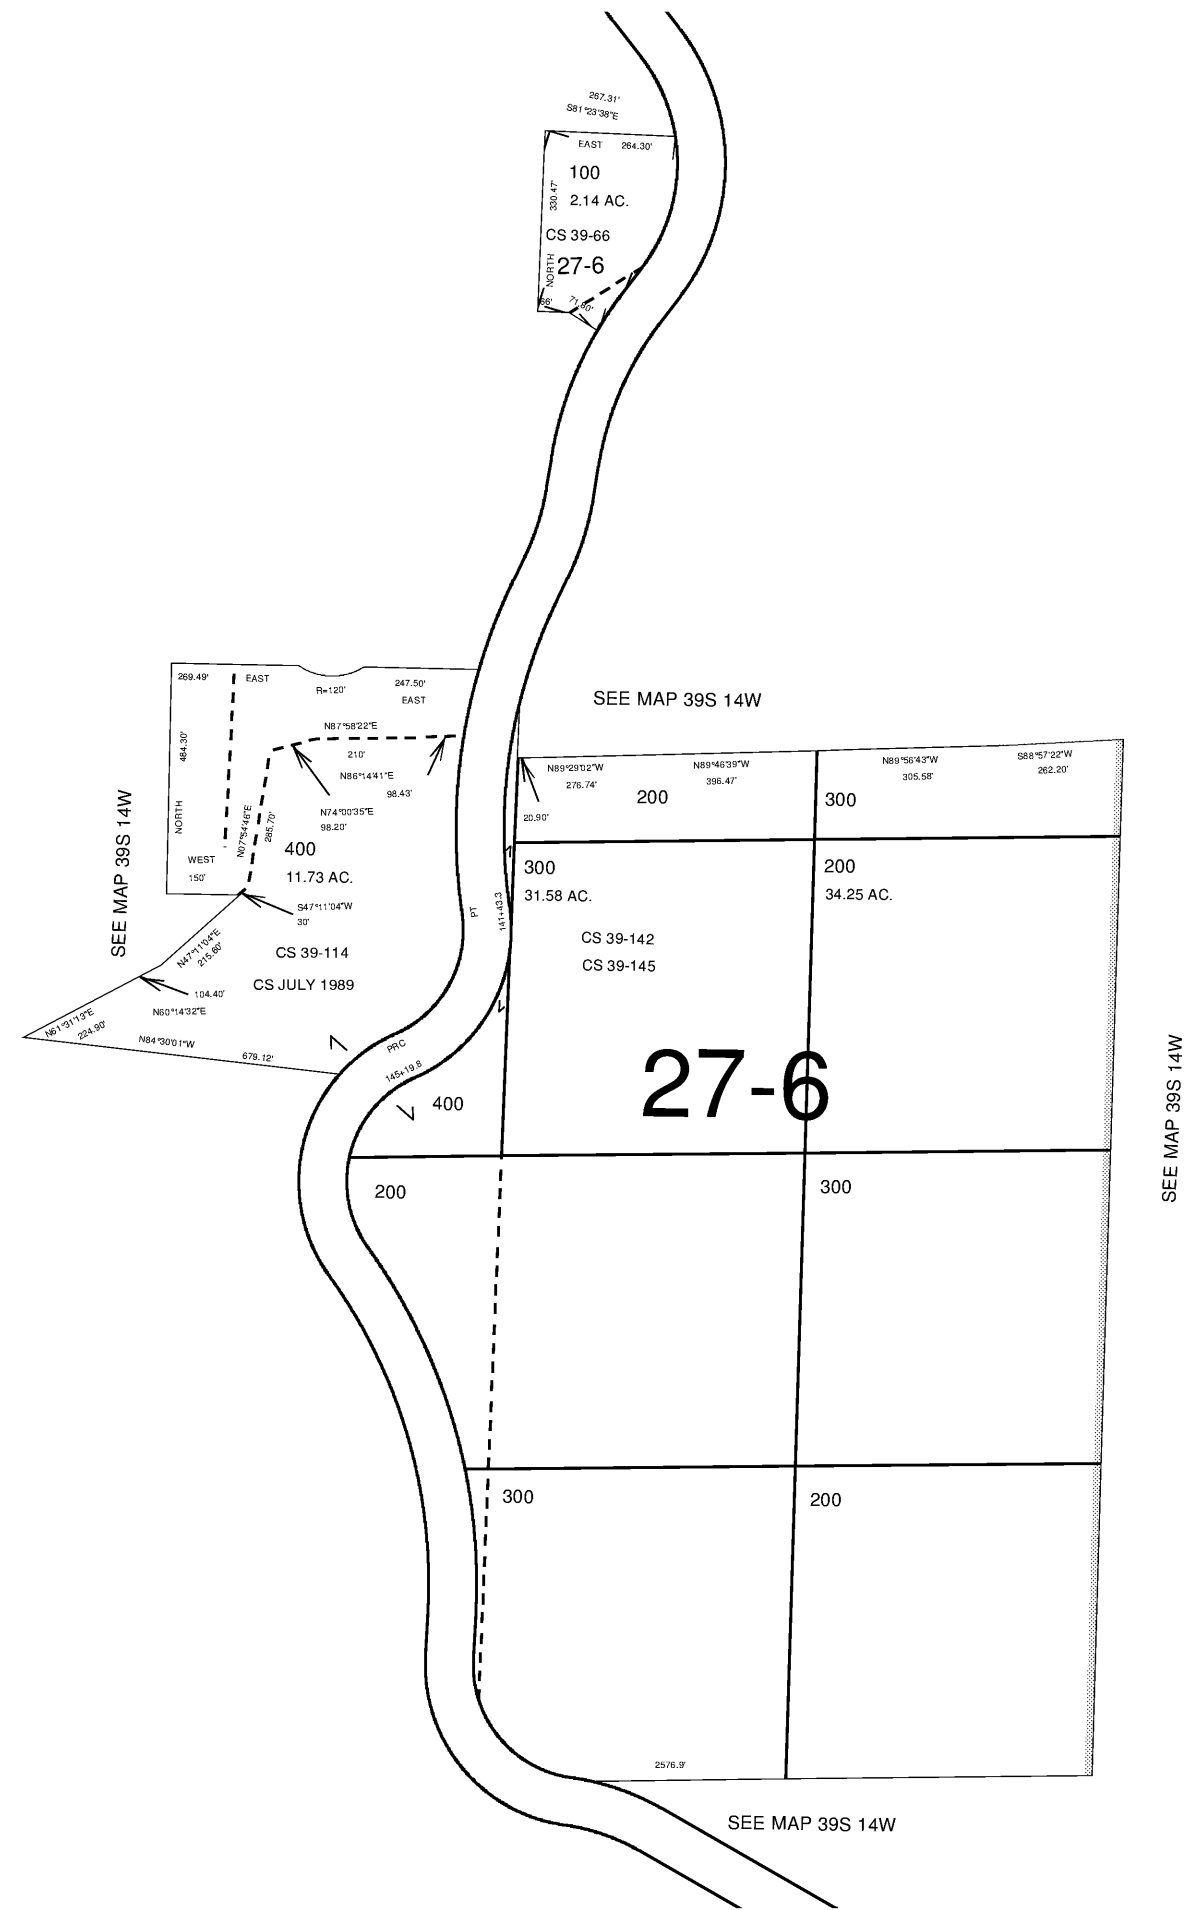 267.31'
S81°23'38"E
EAST 264.30'
100
330.47'
2.14 AC.
CS 39-66
NORTH
27-6
66'
71.80'
SEE MAP 39S 14W
269.49'
EAST
R=120'
247.50'
EAST
N87°58'22"E
484.30'
210'
N86°14'41"E
98.43'
N74°00'35"E
98.20'
NORTH
N07°54'46"E
285.70'
400
WEST
150'
11.73 AC.
S47°11'04"W
30'
SEE MAP 39S 14W
N47°11'04"E
215.60'
CS 39-114
CS JULY 1989
104.40'
N60°14'32"E
N61°31'13"E
224.90'
N84°30'01"W
679.12'
PT
141+43.3
PRC
145+19.8
N89°29'02"W
276.74'
N89°46'39"W
396.47'
N89°56'43"W
305.58'
S88°57'22"W
262.20'
20.90'
200
300
300
31.58 AC.
200
34.25 AC.
CS 39-142
CS 39-145
27-6
400
SEE MAP 39S 14W
200
300
300
200
2576.9'
SEE MAP 39S 14W